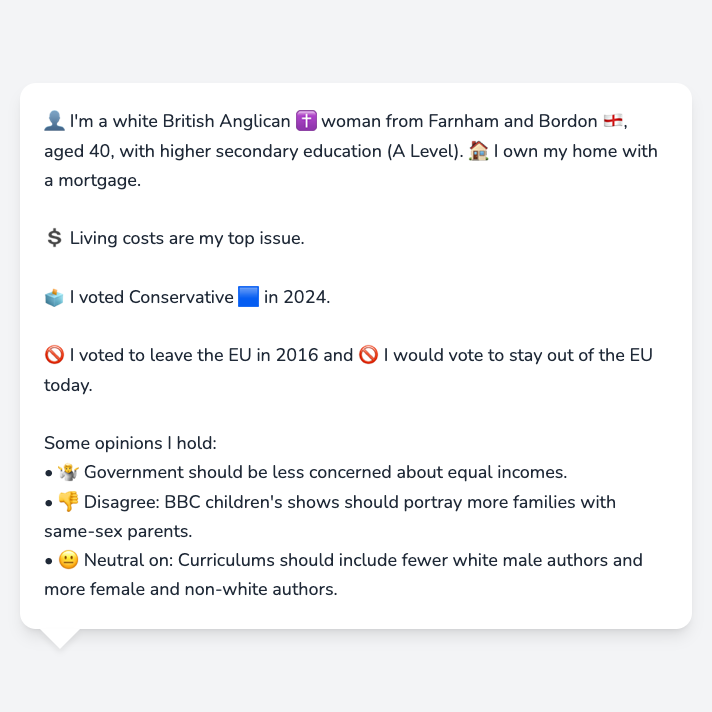 👤 I'm a white British Anglican ✝️ woman from Farnham and Bordon 🏴󠁧󠁢󠁥󠁮󠁧󠁿,
aged 40, with higher secondary education (A Level). 🏠 I own my home with
a mortgage.
💲 Living costs are my top issue.
🗳️ I voted Conservative 🟦 in 2024.
🚫 I voted to leave the EU in 2016 and 🚫 I would vote to stay out of the EU
today.
Some opinions I hold:
• 🤷 Government should be less concerned about equal incomes.
• 👎 Disagree: BBC children's shows should portray more families with
same-sex parents.
• 😐 Neutral on: Curriculums should include fewer white male authors and
more female and non-white authors.